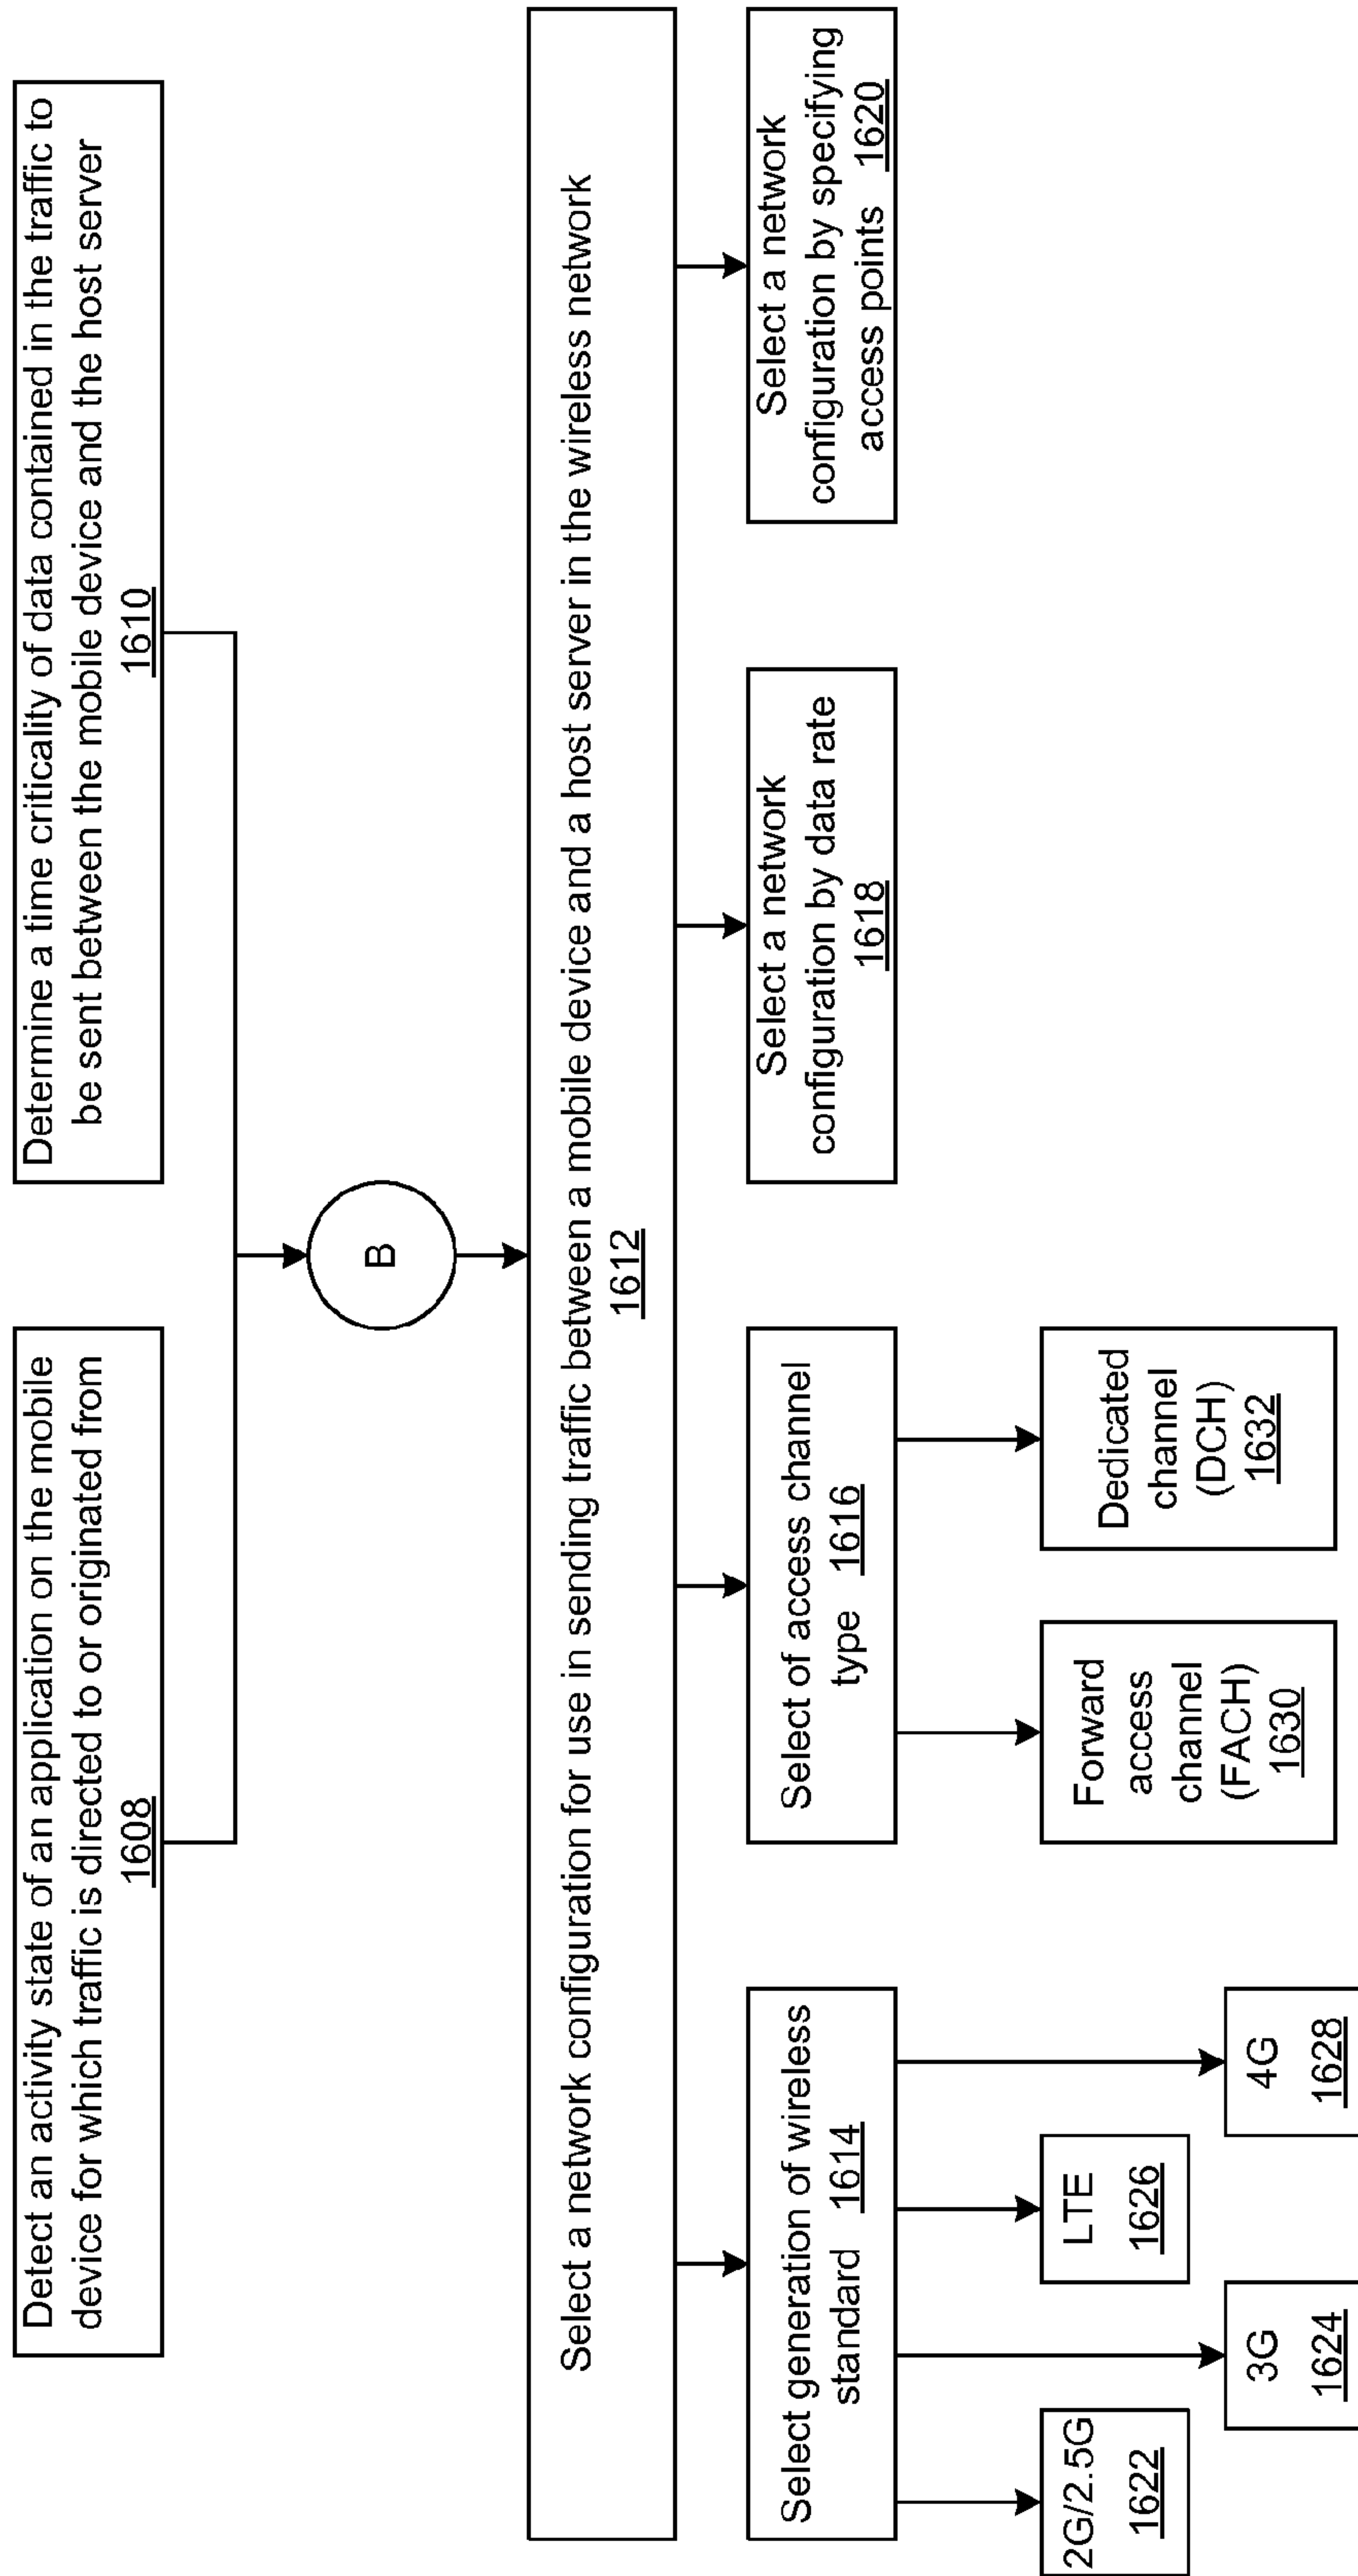 Detect an activity state of an application on the mobile
device for which traffic is directed to or originated from
1608
Determine a time criticality of data contained in the traffic to
be sent between the mobile device and the host server
1610
B
Select a network configuration for use in sending traffic between a mobile device and a host server in the wireless network
1612
Select generation of wireless
standard 1614
2G/2.5G
1622
3G
1624
LTE
1626
4G
1628
Select of access channel
type 1616
Forward
access
channel
(FACH)
1630
Dedicated
channel
(DCH)
1632
Select a network
configuration by data rate
1618
Select a network
configuration by specifying
access points 1620